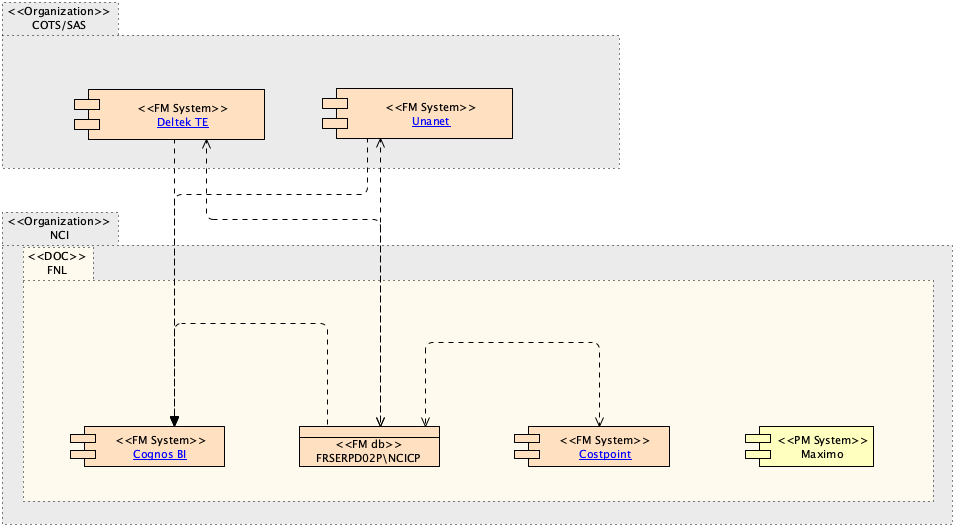 <<Organization>>
COTS/SAS
<<FM System>>
Deltek TE
<<FM System>>
Unanet
<<Organization>>
NCI
<<DOC>>
FNL
<<FM System>>
Cognos BI
<<FM db>>
FRSERPD02P\NCICP
<<FM System>>
Costpoint
<<PM System>>
Maximo